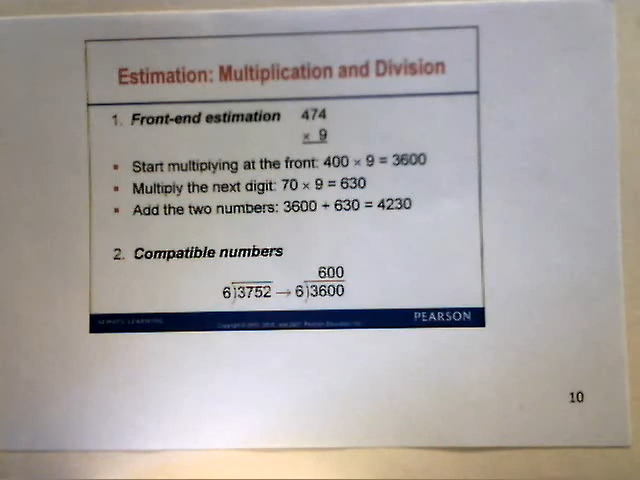 Estimation: Multiplication and Division
1. Front-end estimation 474
× 9
▪ Start multiplying at the front: 400 × 9 = 3600
▪ Multiply the next digit: 70 × 9 = 630
▪ Add the two numbers: 3600 + 630 = 4230
2. Compatible numbers
600
6)3752 → 6)3600
ALWAYS LEARNING
PEARSON
10